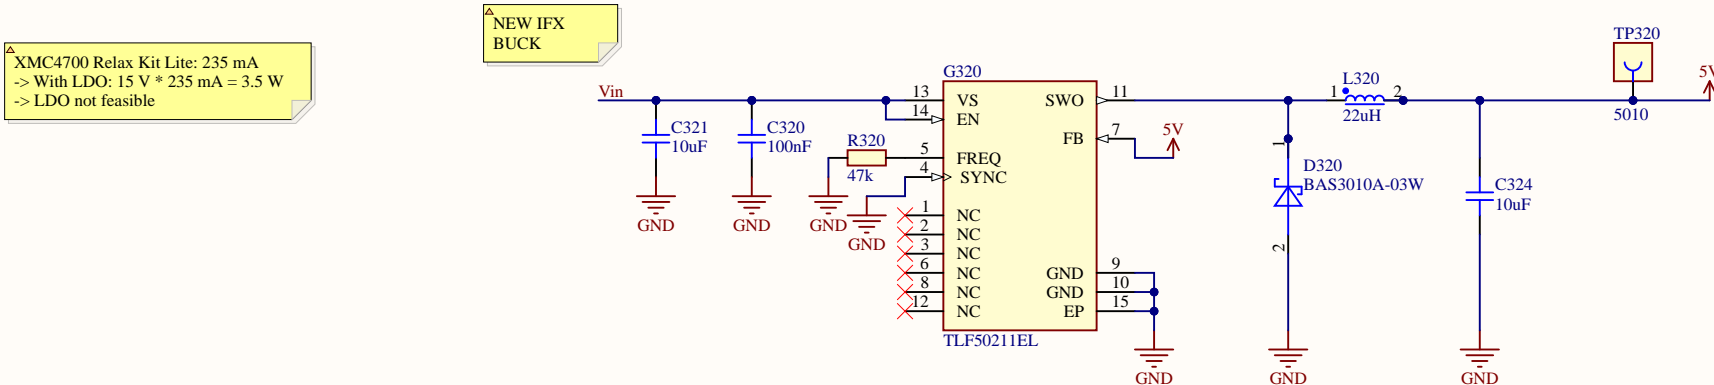 XMC4700 Relax Kit Lite: 235 mA
-> With LDO: 15 V * 235 mA = 3.5 W
-> LDO not feasible
NEW IFX
BUCK
Vin
C321
10uF
GND
C320
100nF
GND
R320
47k
GND
GND
G320
13 VS
14 EN
5 FREQ
4 SYNC
1 NC
2 NC
3 NC
6 NC
8 NC
12 NC
SWO 11
FB 7
GND 9
GND 10
EP 15
TLF50211EL
5V
GND
1
D320
BAS3010A-03W
2
GND
L320
1 2
22uH
C324
10uF
GND
TP320
5010
5V